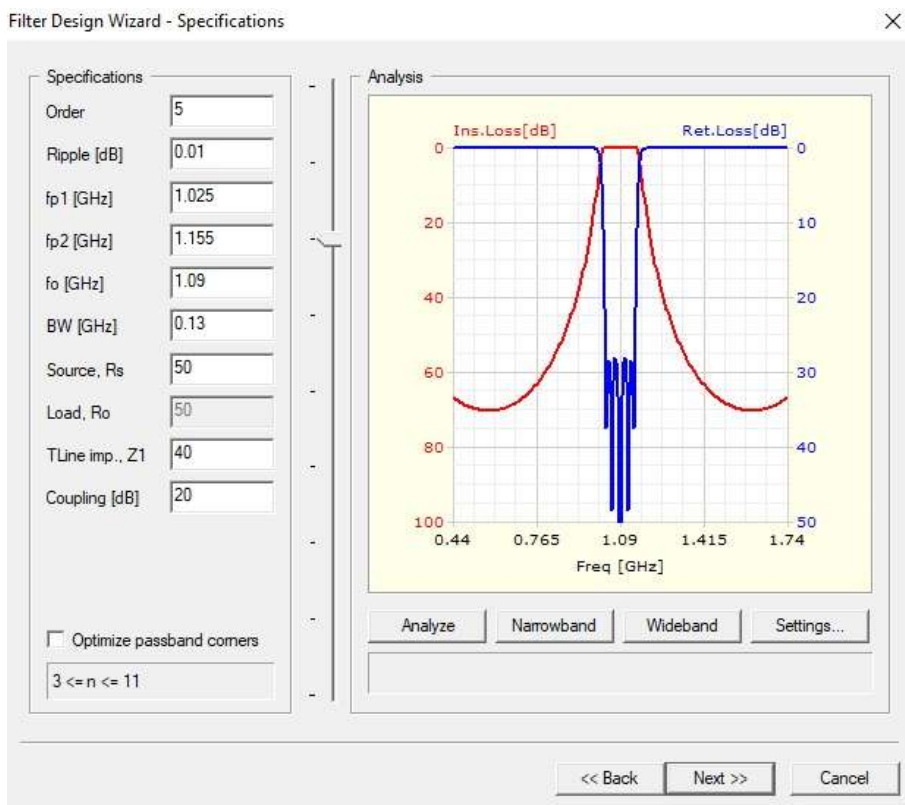 Filter Design Wizard - Specifications
Specifications
Order 5
Ripple [dB] 0.01
fp1 [GHz] 1.025
fp2 [GHz] 1.155
fo [GHz] 1.09
BW [GHz] 0.13
Source, Rs 50
Load, Ro 50
TLine imp., Z1 40
Coupling [dB] 20
Optimize passband corners
3 <= n <= 11
Analysis
Ins.Loss[dB] Ret.Loss[dB]
0 0
20 10
40 20
60 30
80 40
100 50
0.44 0.765 1.09 1.415 1.74
Freq [GHz]
Analyze Narrowband Wideband Settings...
<< Back Next >> Cancel